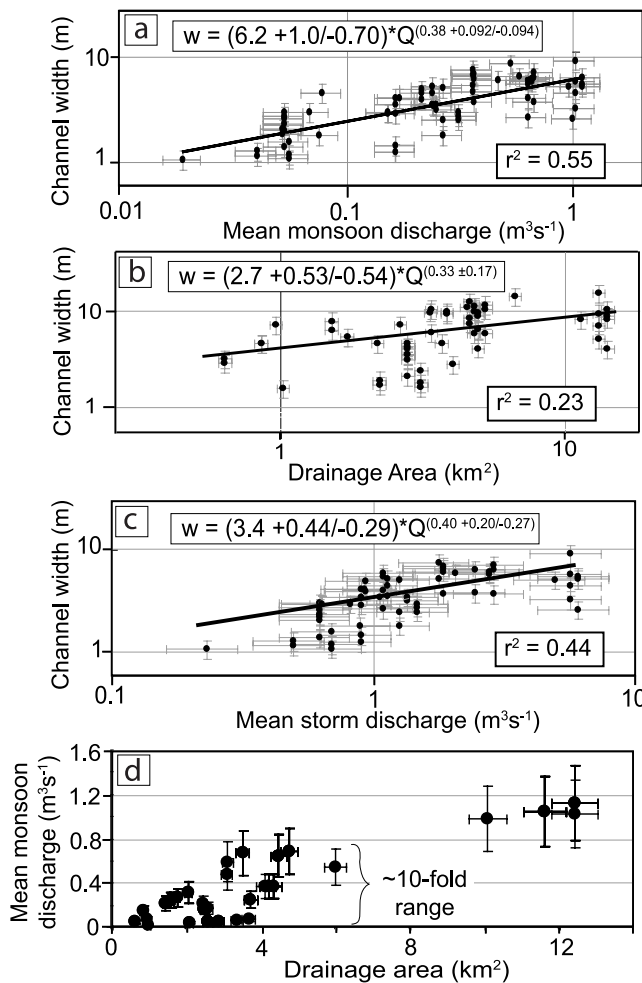 a
w = (6.2 +1.0/-0.70)*Q(0.38 +0.092/-0.094)
Channel width (m)
10
1
r² = 0.55
0.01
0.1
1
Mean monsoon discharge (m³s⁻¹)
b
w = (2.7 +0.53/-0.54)*Q(0.33 ±0.17)
Channel width (m)
10
1
r² = 0.23
1
10
Drainage Area (km²)
c
w = (3.4 +0.44/-0.29)*Q(0.40 +0.20/-0.27)
Channel width (m)
10
1
r² = 0.44
0.1
1
10
Mean storm discharge (m³s⁻¹)
d
Mean monsoon
discharge (m³s⁻¹)
1.6
1.2
0.8
0.4
0
~10-fold
range
0
2
4
6
8
10
12
Drainage area (km²)